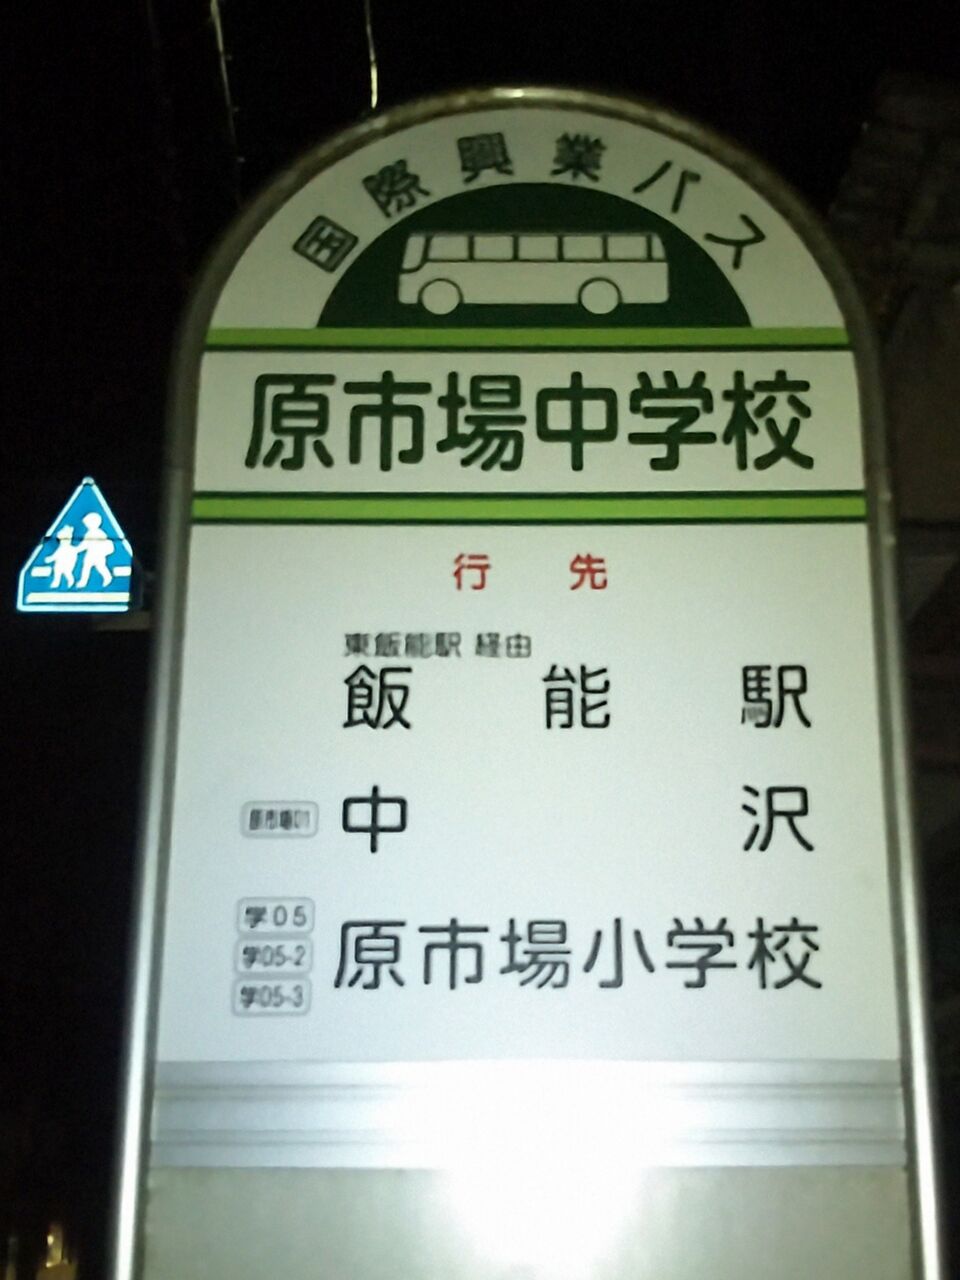 国際興業バス
原市場中学校
行先
東飯能駅 経由
飯能駅
原市場01 中沢
学05
学05-2
学05-3
原市場小学校